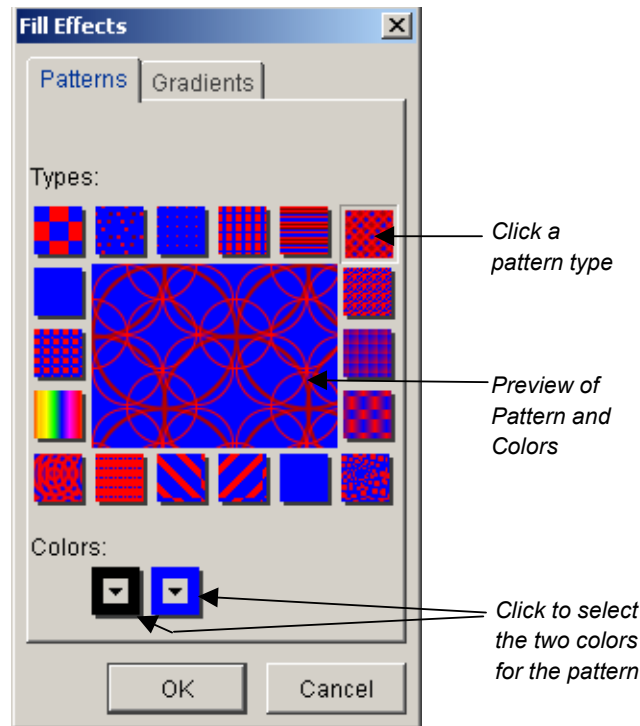 Fill Effects
Patterns
Gradients
Types:
Click a
pattern type
Preview of
Pattern and
Colors
Colors:
Click to select
the two colors
for the pattern
OK
Cancel